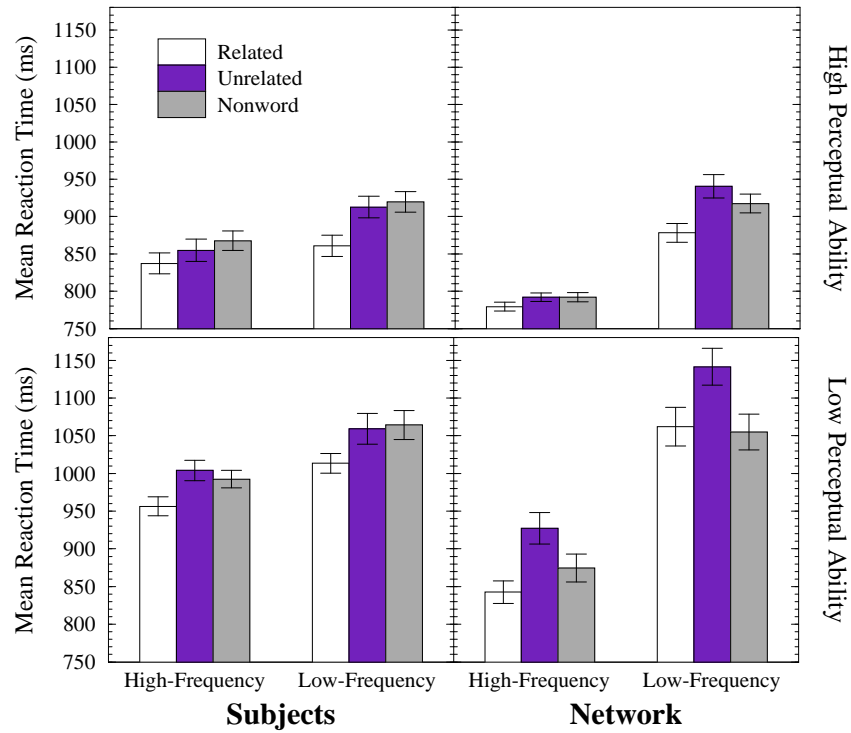 Mean Reaction Time (ms)
1150
1100
1050
1000
950
900
850
800
750
Related
Unrelated
Nonword
High Perceptual Ability
Mean Reaction Time (ms)
1150
1100
1050
1000
950
900
850
800
750
Low Perceptual Ability
High-Frequency Low-Frequency High-Frequency Low-Frequency
Subjects Network